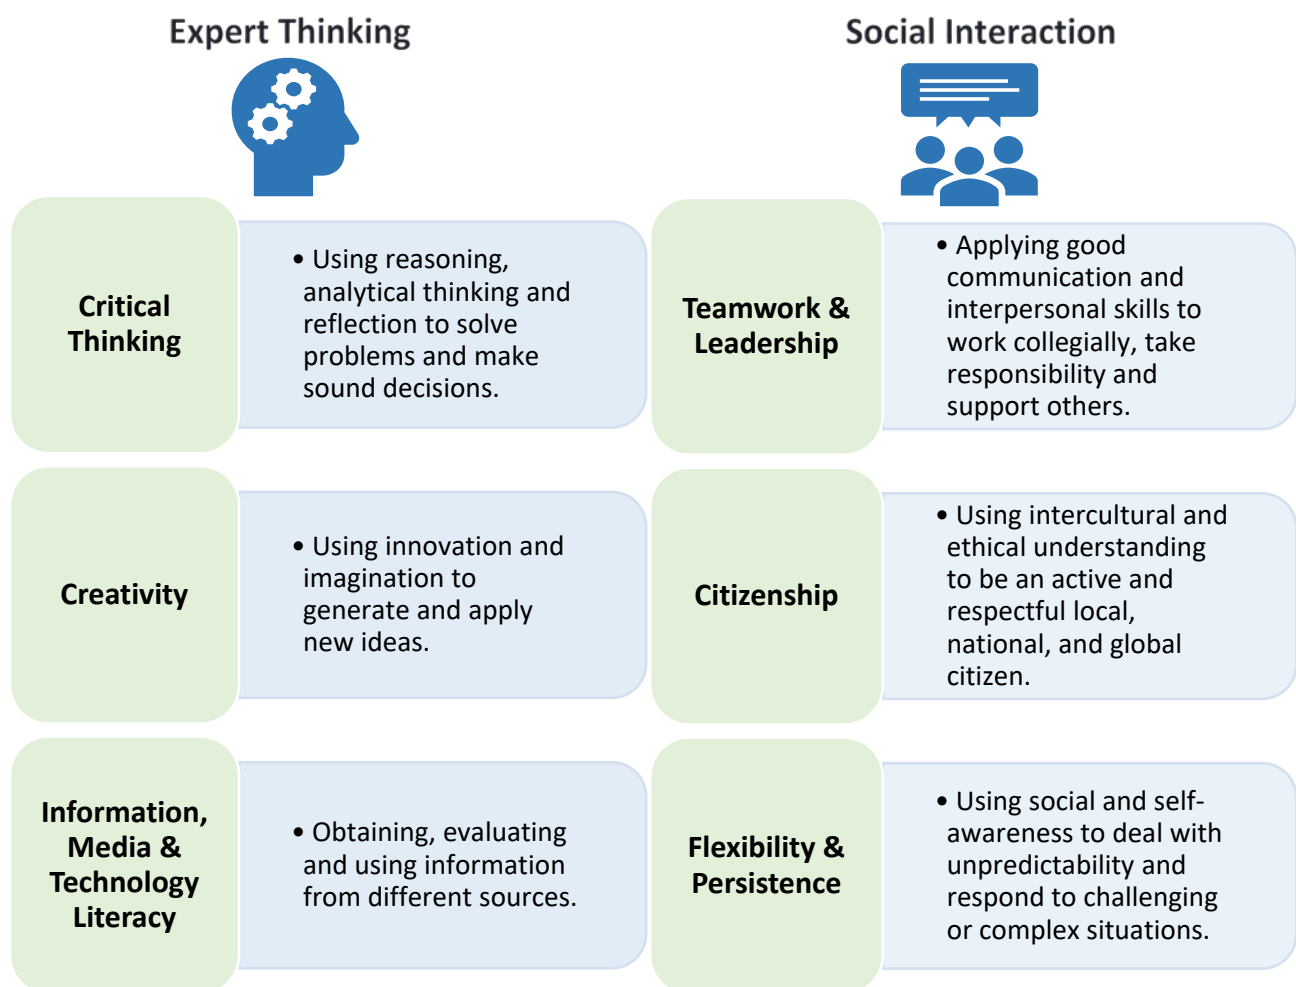 Expert Thinking
Critical
Thinking
• Using reasoning,
analytical thinking and
reflection to solve
problems and make
sound decisions.
Creativity
• Using innovation and
imagination to
generate and apply
new ideas.
Information,
Media &
Technology
Literacy
• Obtaining, evaluating
and using information
from different sources.
Social Interaction
Teamwork &
Leadership
• Applying good
communication and
interpersonal skills to
work collegially, take
responsibility and
support others.
Citizenship
• Using intercultural and
ethical understanding
to be an active and
respectful local,
national, and global
citizen.
Flexibility &
Persistence
• Using social and self-
awareness to deal with
unpredictability and
respond to challenging
or complex situations.